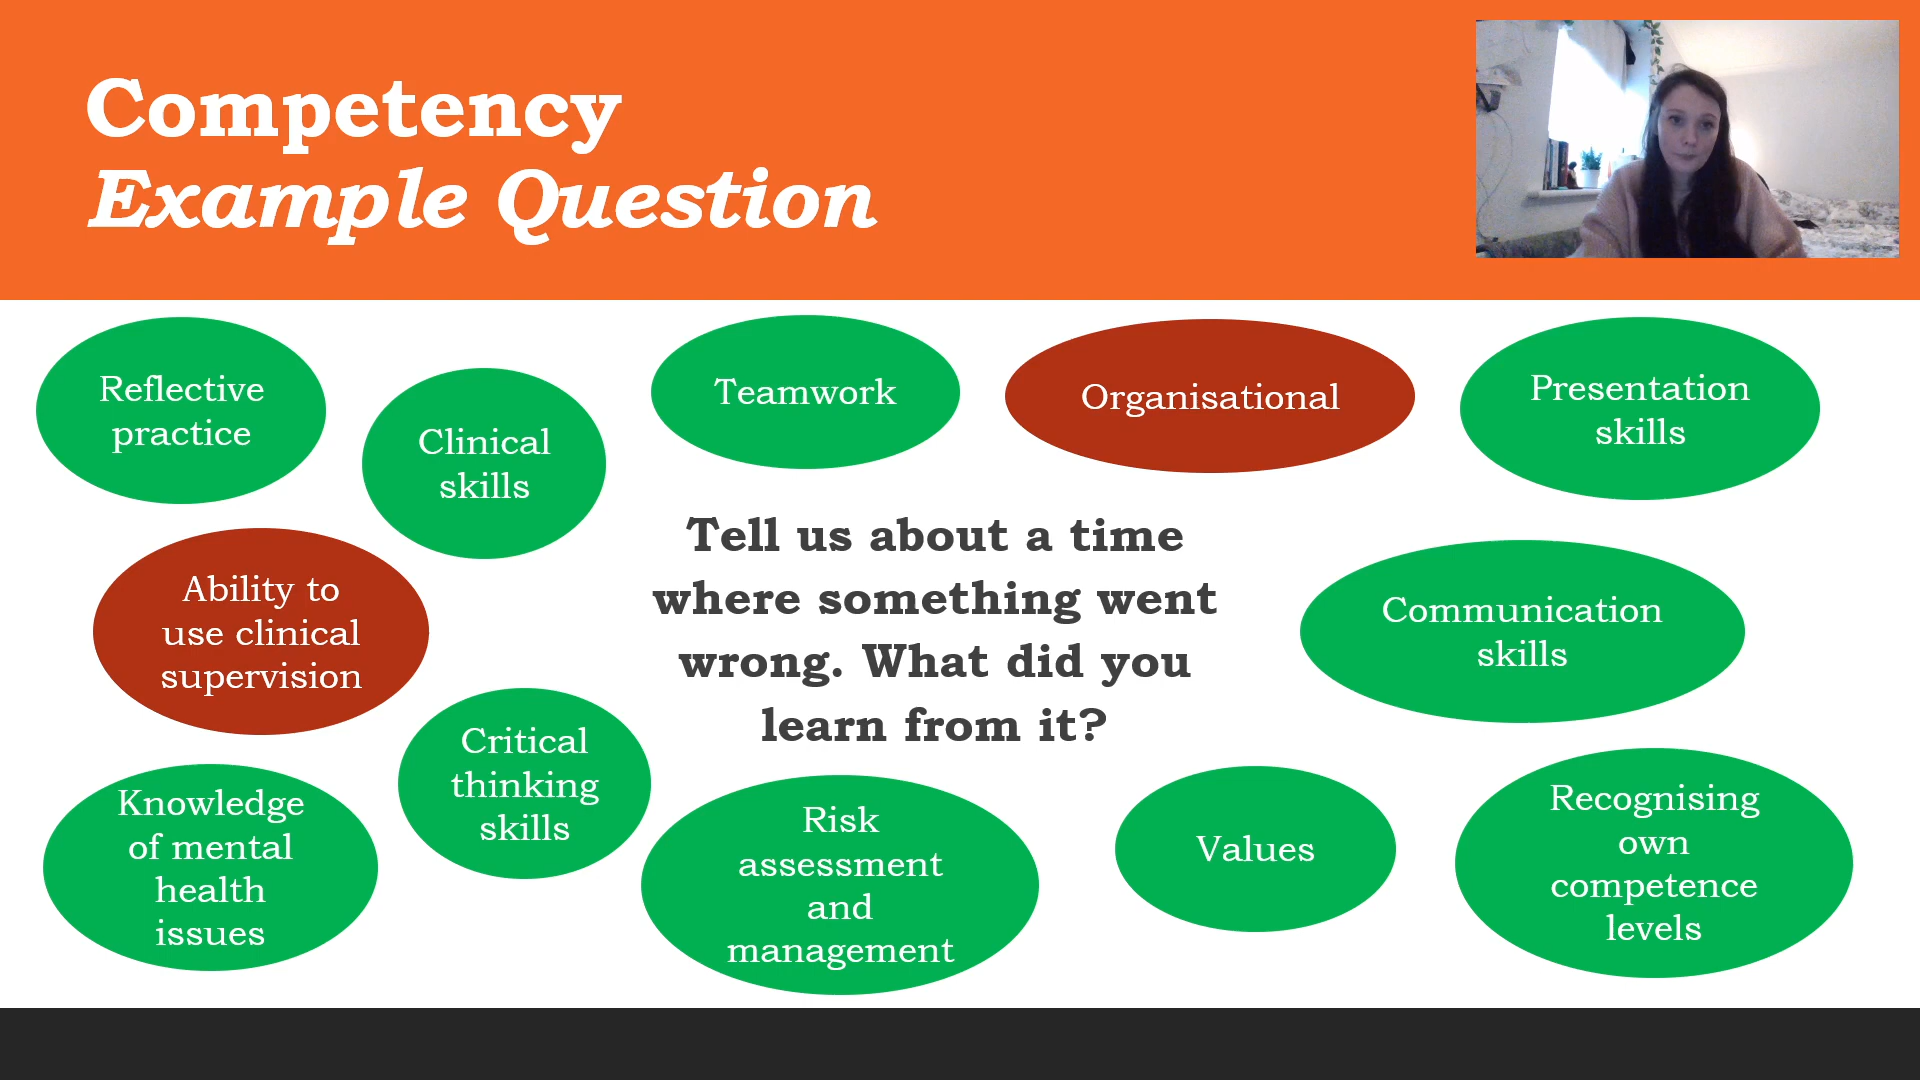 Competency
Example Question
Reflective
practice
Clinical
skills
Teamwork
Organisational
Presentation
skills
Ability to
use clinical
supervision
Tell us about a time
where something went
wrong. What did you
learn from it?
Communication
skills
Critical
thinking
skills
Knowledge
of mental
health
issues
Risk
assessment
and
management
Values
Recognising
own
competence
levels